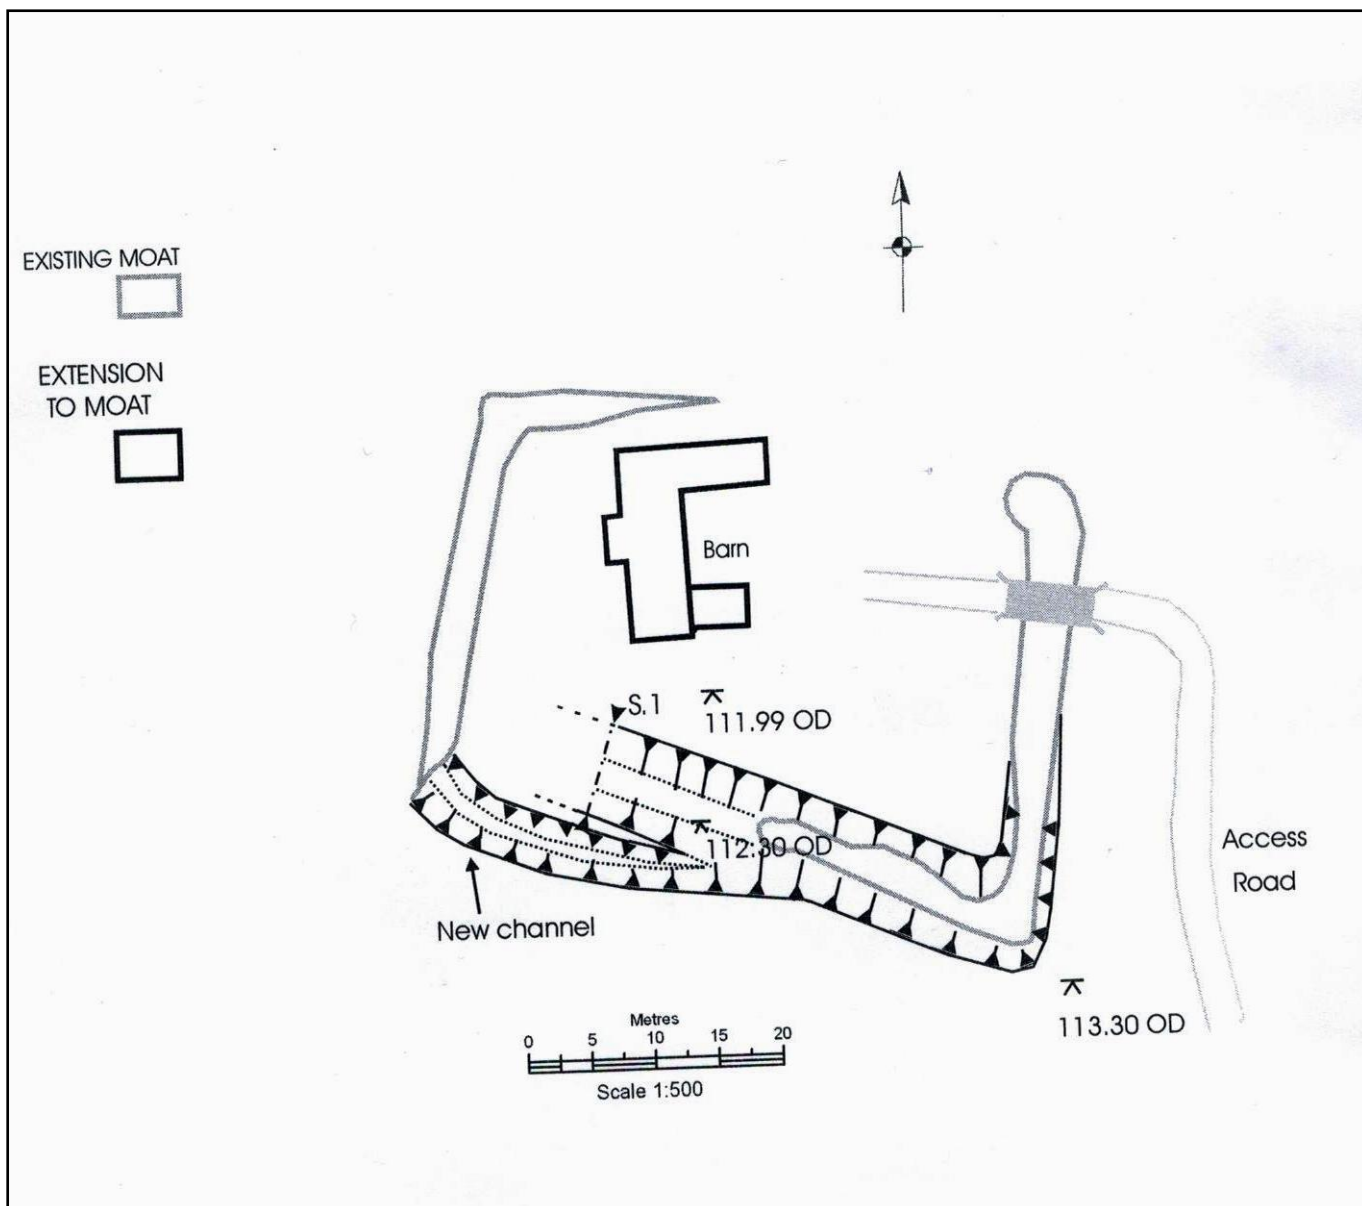 EXISTING MOAT
EXTENSION
TO MOAT
Barn
S.1
111.99 OD
112.30 OD
Access
Road
New channel
113.30 OD
Metres
0 5 10 15 20
Scale 1:500